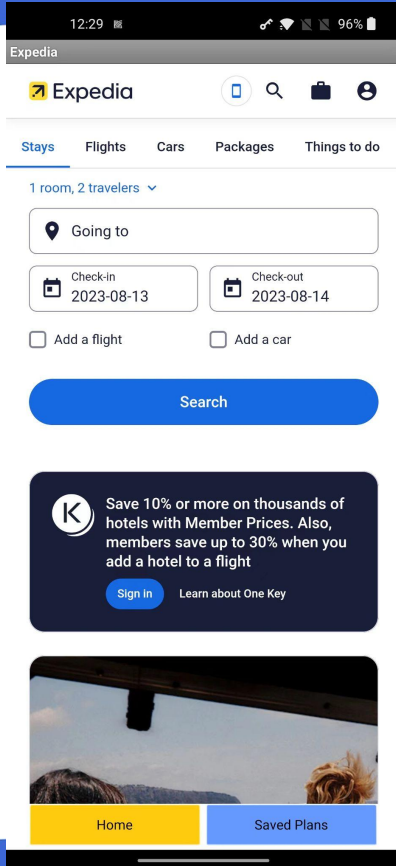 12:29
96%
Expedia
Expedia
Stays Flights Cars Packages Things to do
1 room, 2 travelers
Going to
Check-in
2023-08-13
Check-out
2023-08-14
Add a flight
Add a car
Search
K
Save 10% or more on thousands of
hotels with Member Prices. Also,
members save up to 30% when you
add a hotel to a flight
Sign in Learn about One Key
Home Saved Plans